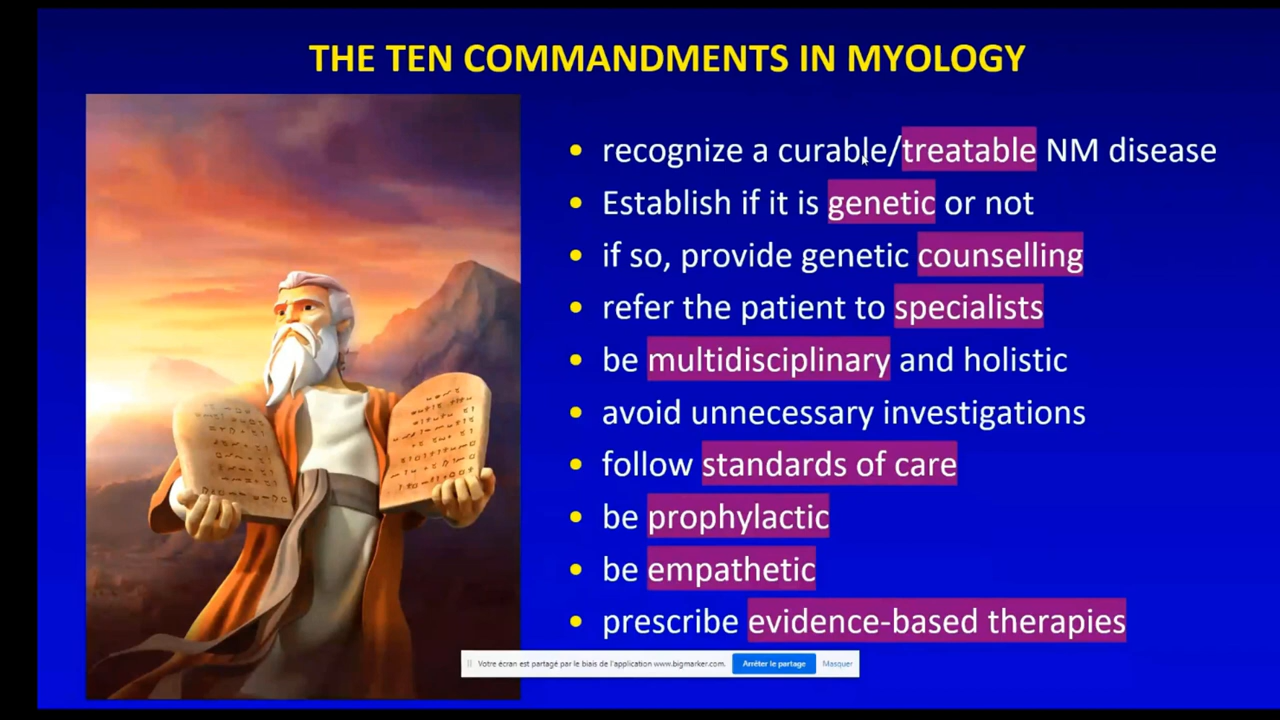 THE TEN COMMANDMENTS IN MYOLOGY
• recognize a curable/treatable NM disease
• Establish if it is genetic or not
• if so, provide genetic counselling
• refer the patient to specialists
• be multidisciplinary and holistic
• avoid unnecessary investigations
• follow standards of care
• be prophylactic
• be empathetic
• prescribe evidence-based therapies
Votre écran est partagé par le biais de l'application www.bigmarker.com. Arrêter le partage Masquer